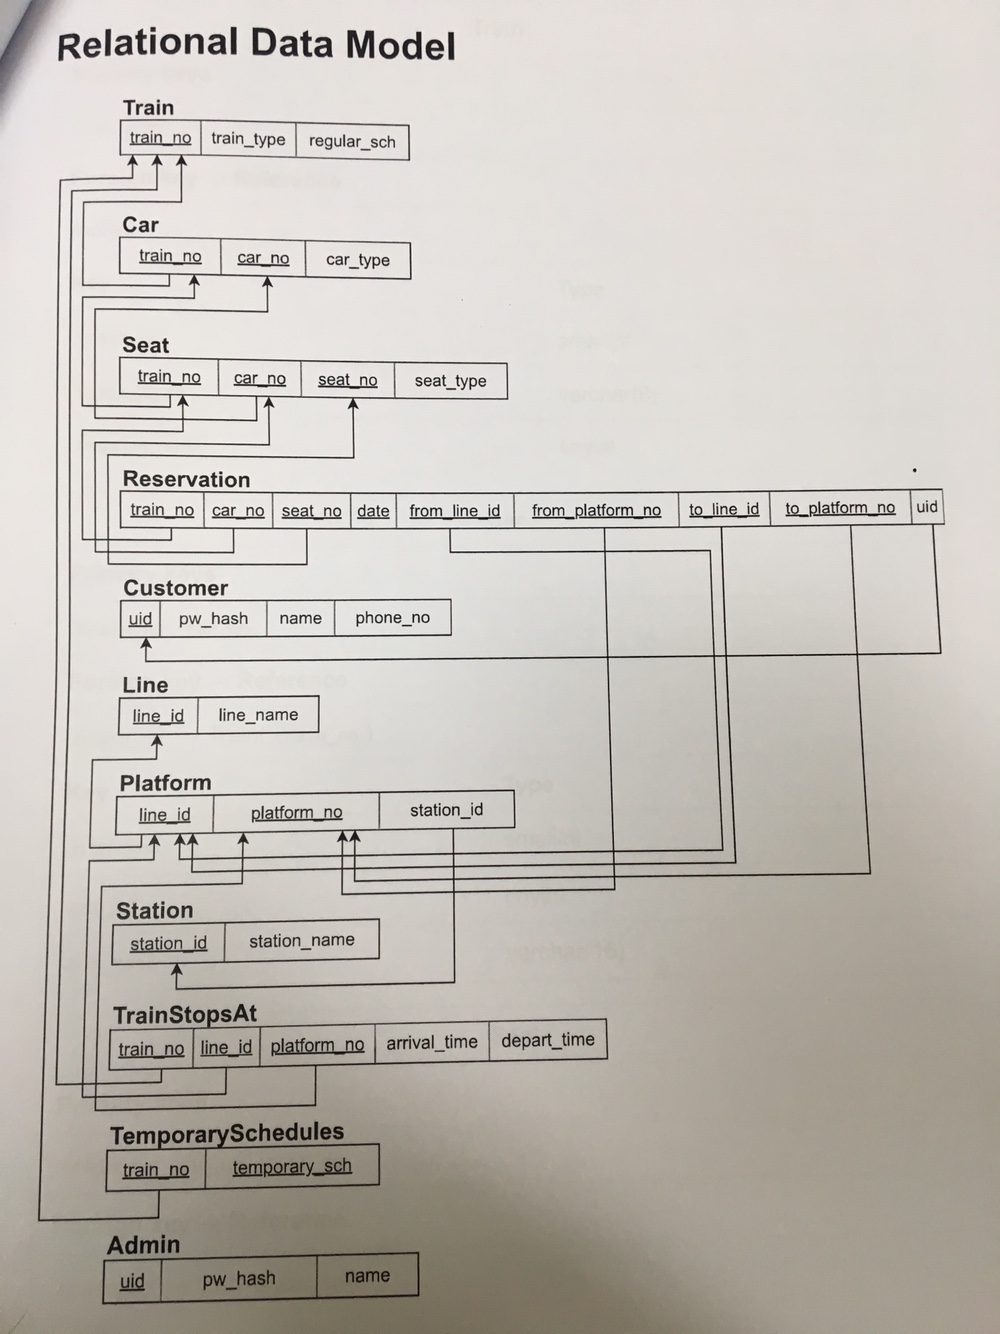 Relational Data Model
Train
train_no train_type regular_sch
Car
train_no car_no car_type
Seat
train_no car_no seat_no seat_type
Reservation
train_no car_no seat_no date from_line_id from_platform_no to_line_id to_platform_no uid
Customer
uid pw_hash name phone_no
Line
line_id line_name
Platform
line_id platform_no station_id
Station
station_id station_name
TrainStopsAt
train_no line_id platform_no arrival_time depart_time
TemporarySchedules
train_no temporary_sch
Admin
uid pw_hash name